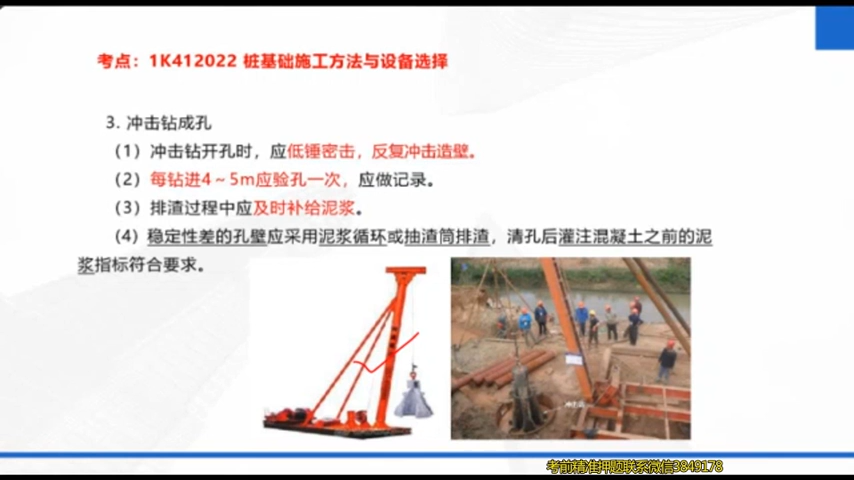 考点：1K412022 桩基础施工方法与设备选择
3. 冲击钻成孔
（1）冲击钻开孔时，应低锤密击，反复冲击造壁。
（2）每钻进4～5m应验孔一次，应做记录。
（3）排渣过程中应及时补给泥浆。
（4）稳定性差的孔壁应采用泥浆循环或抽渣筒排渣，清孔后灌注混凝土之前的泥
浆指标符合要求。
考前精准押题联系微信3849178